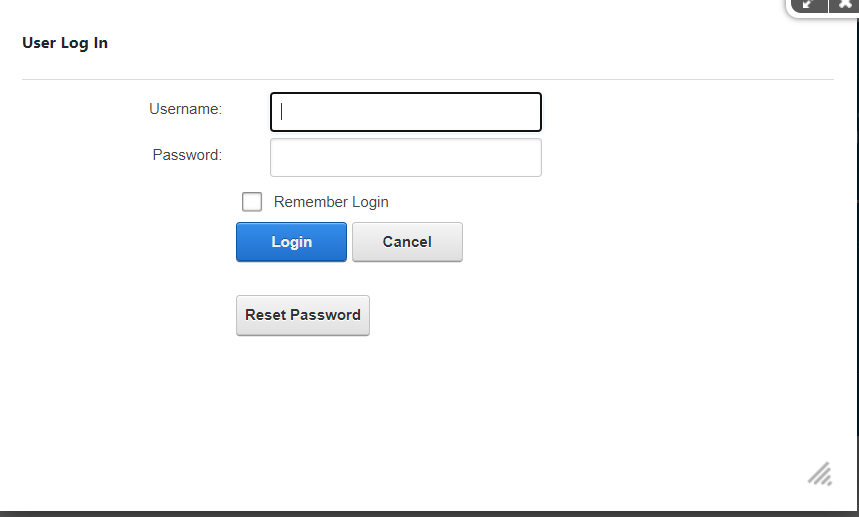 User Log In
Username:
Password:
Remember Login
Login Cancel
Reset Password